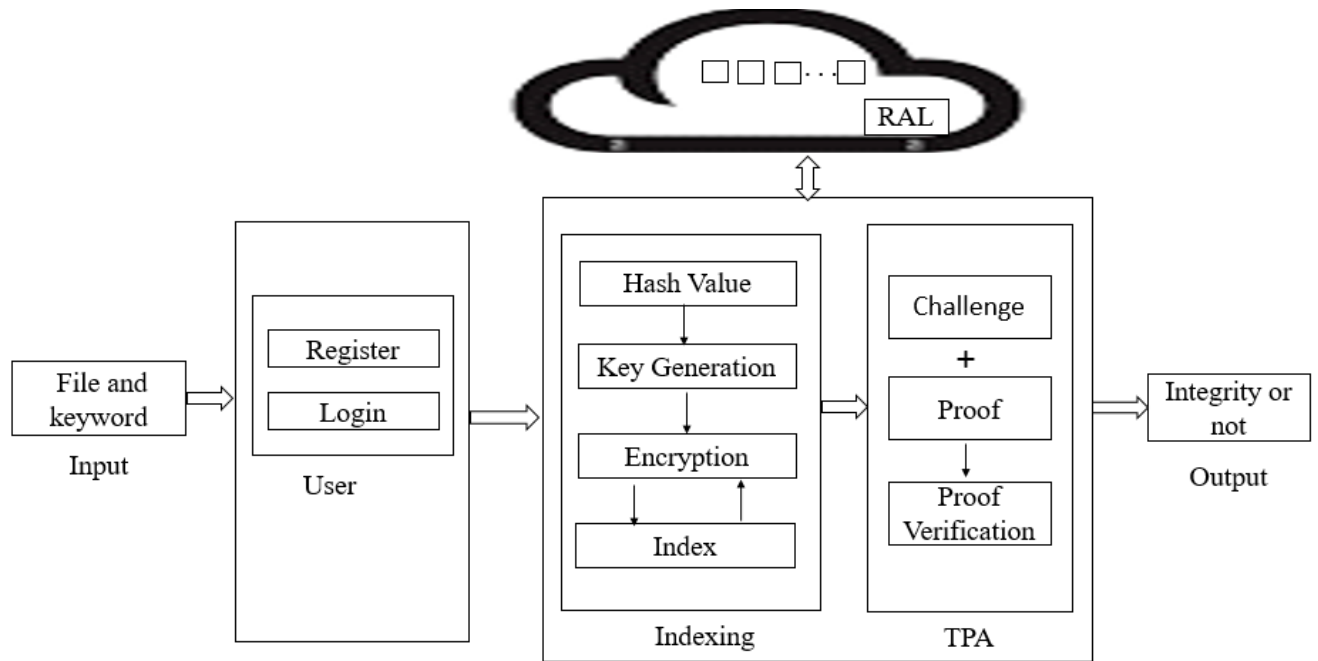 RAL
File and
keyword
Input
Register
Login
User
Hash Value
Key Generation
Encryption
Index
Indexing
Challenge
+
Proof
Proof
Verification
TPA
Integrity or
not
Output